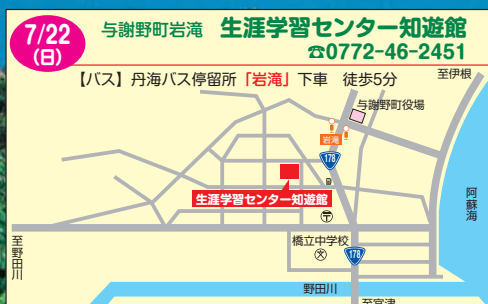 7/22
(日)
与謝野町岩滝 生涯学習センター知遊館
☎0772-46-2451
【バス】丹海バス停留所「岩滝」下車 徒歩5分
至伊根
与謝野町役場
岩滝
178
生涯学習センター知遊館
阿蘇海
至野田川
橋立中学校
文
178
野田川
至宮津